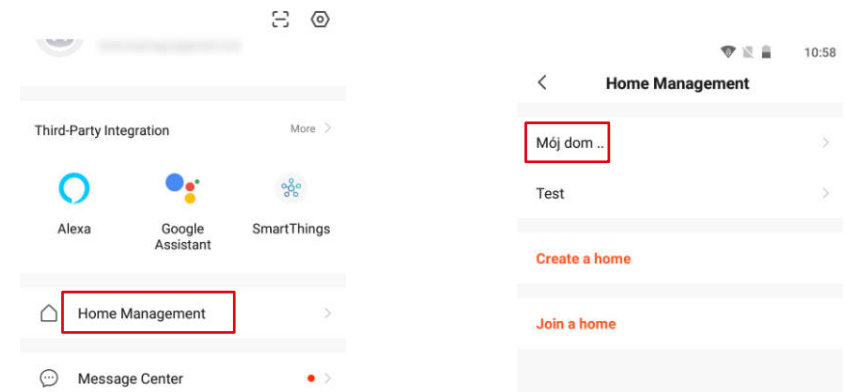 Third-Party Integration
More
Alexa
Google
Assistant
SmartThings
Home Management
Message Center
10:58
Home Management
Mój dom ..
Test
Create a home
Join a home